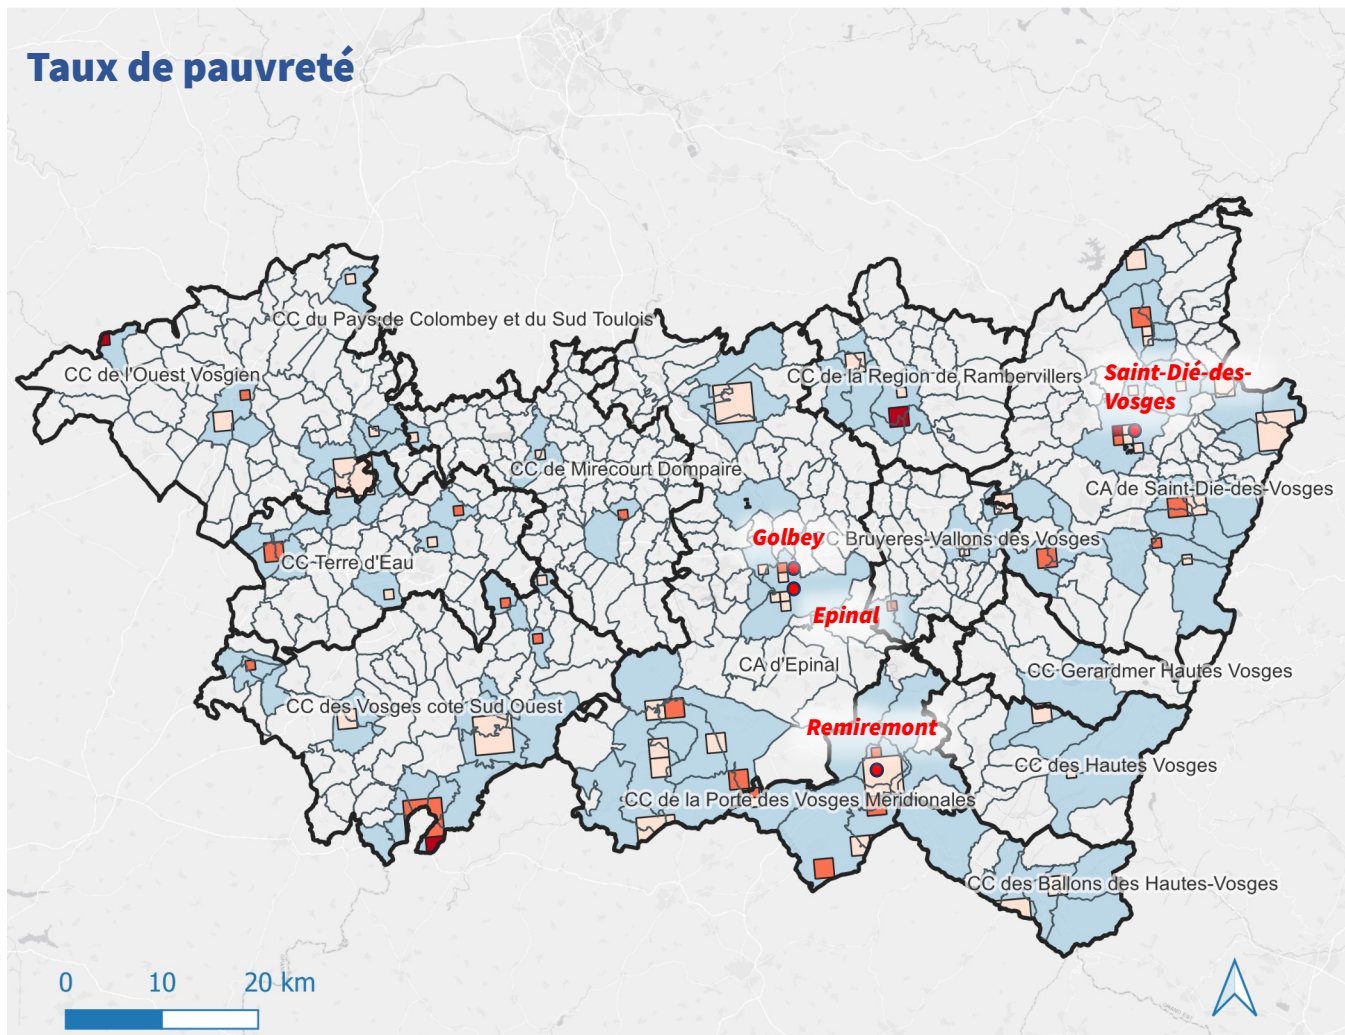 Taux de pauvreté
CC du Pays de Colombey et du Sud Toulois
CC de l'Ouest Vosgien
CC de la Region de Rambervillers
Saint-Dié-des-
Vosges
CC de Mirecourt Dompaire
CA de Saint-Die-des-Vosges
Golbey
C Bruyeres-Vallons des Vosges
CC Terre d'Eau
Epinal
CA d'Epinal
CC Gerardmer Hautes Vosges
CC des Vosges cote Sud Ouest
Remiremont
CC des Hautes Vosges
CC de la Porte des Vosges Meridionales
CC des Ballons des Hautes-Vosges
0 10 20 km